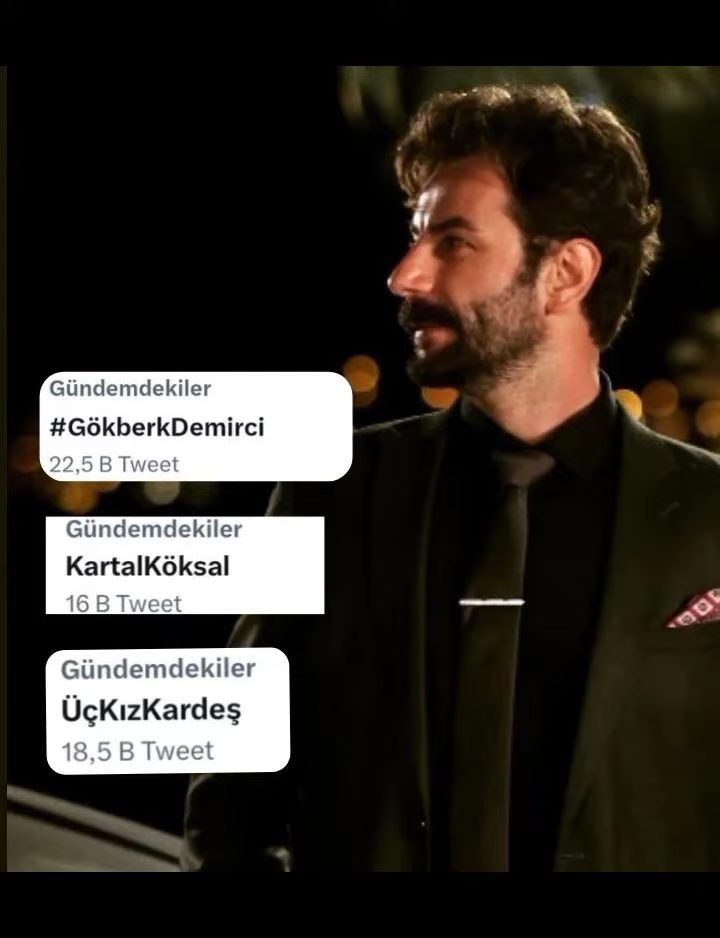 Gündemdekiler
#GökberkDemirci
22,5 B Tweet
Gündemdekiler
KartalKöksal
16 B Tweet
Gündemdekiler
ÜçKızKardeş
18,5 B Tweet